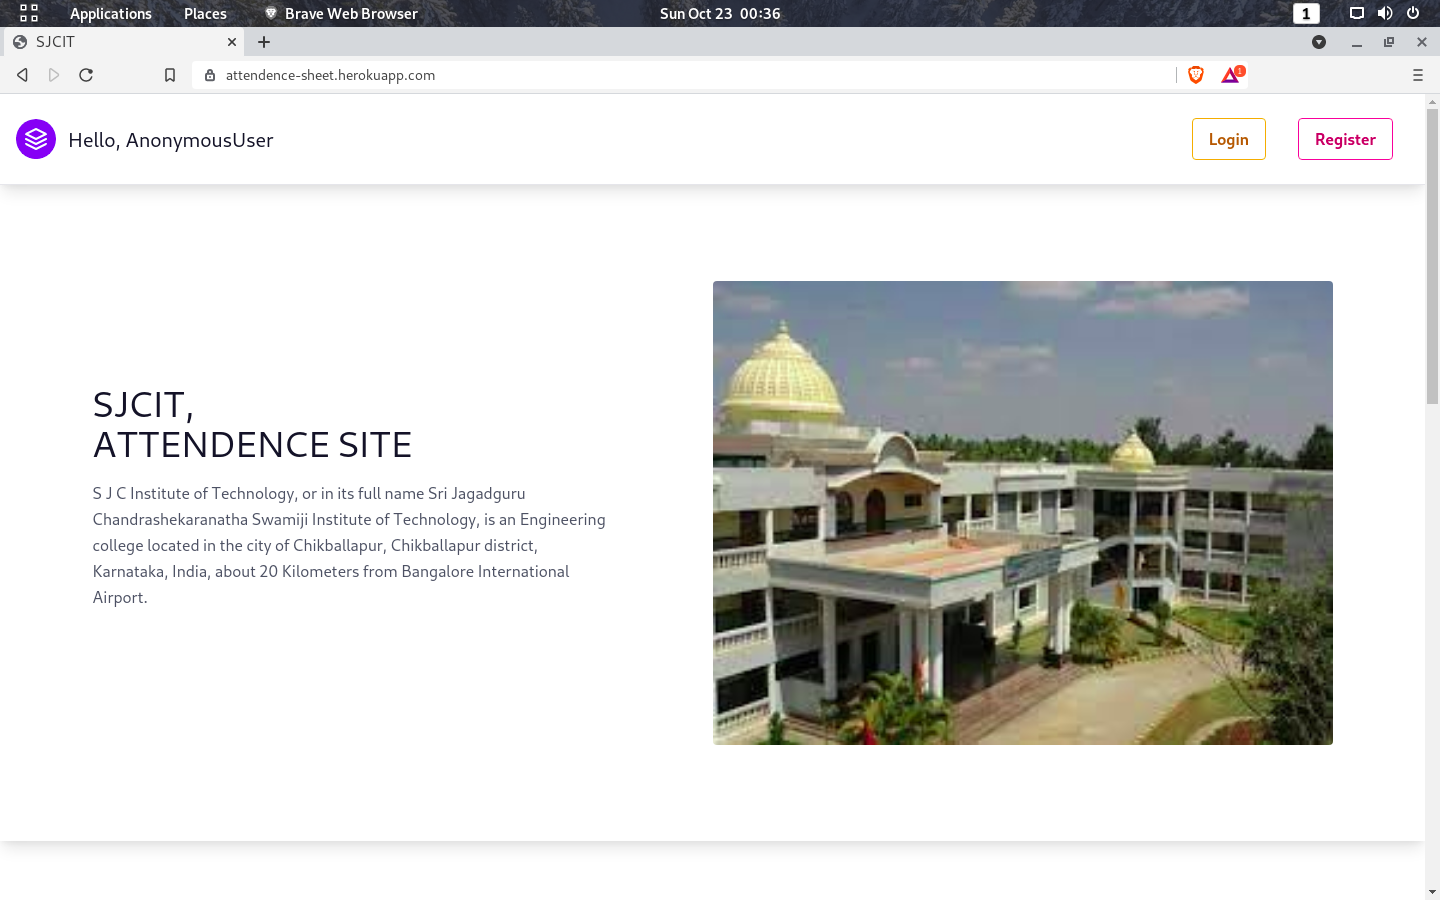 Applications Places Brave Web Browser Sun Oct 23 00:36 1
SJCIT
attendence-sheet.herokuapp.com 1
Hello, AnonymousUser Login Register
SJCIT,
ATTENDENCE SITE
S J C Institute of Technology, or in its full name Sri Jagadguru
Chandrashekaranatha Swamiji Institute of Technology, is an Engineering
college located in the city of Chikballapur, Chikballapur district,
Karnataka, India, about 20 Kilometers from Bangalore International
Airport.